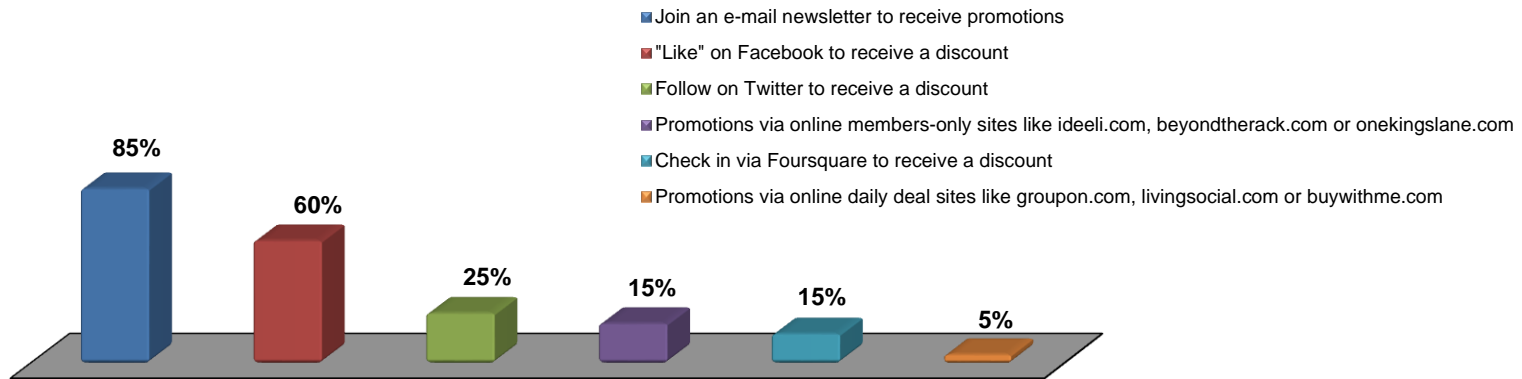 Join an e-mail newsletter to receive promotions
"Like" on Facebook to receive a discount
Follow on Twitter to receive a discount
Promotions via online members-only sites like ideeli.com, beyondtherack.com or onekingslane.com
Check in via Foursquare to receive a discount
Promotions via online daily deal sites like groupon.com, livingsocial.com or buywithme.com
85%
60%
25%
15%
15%
5%